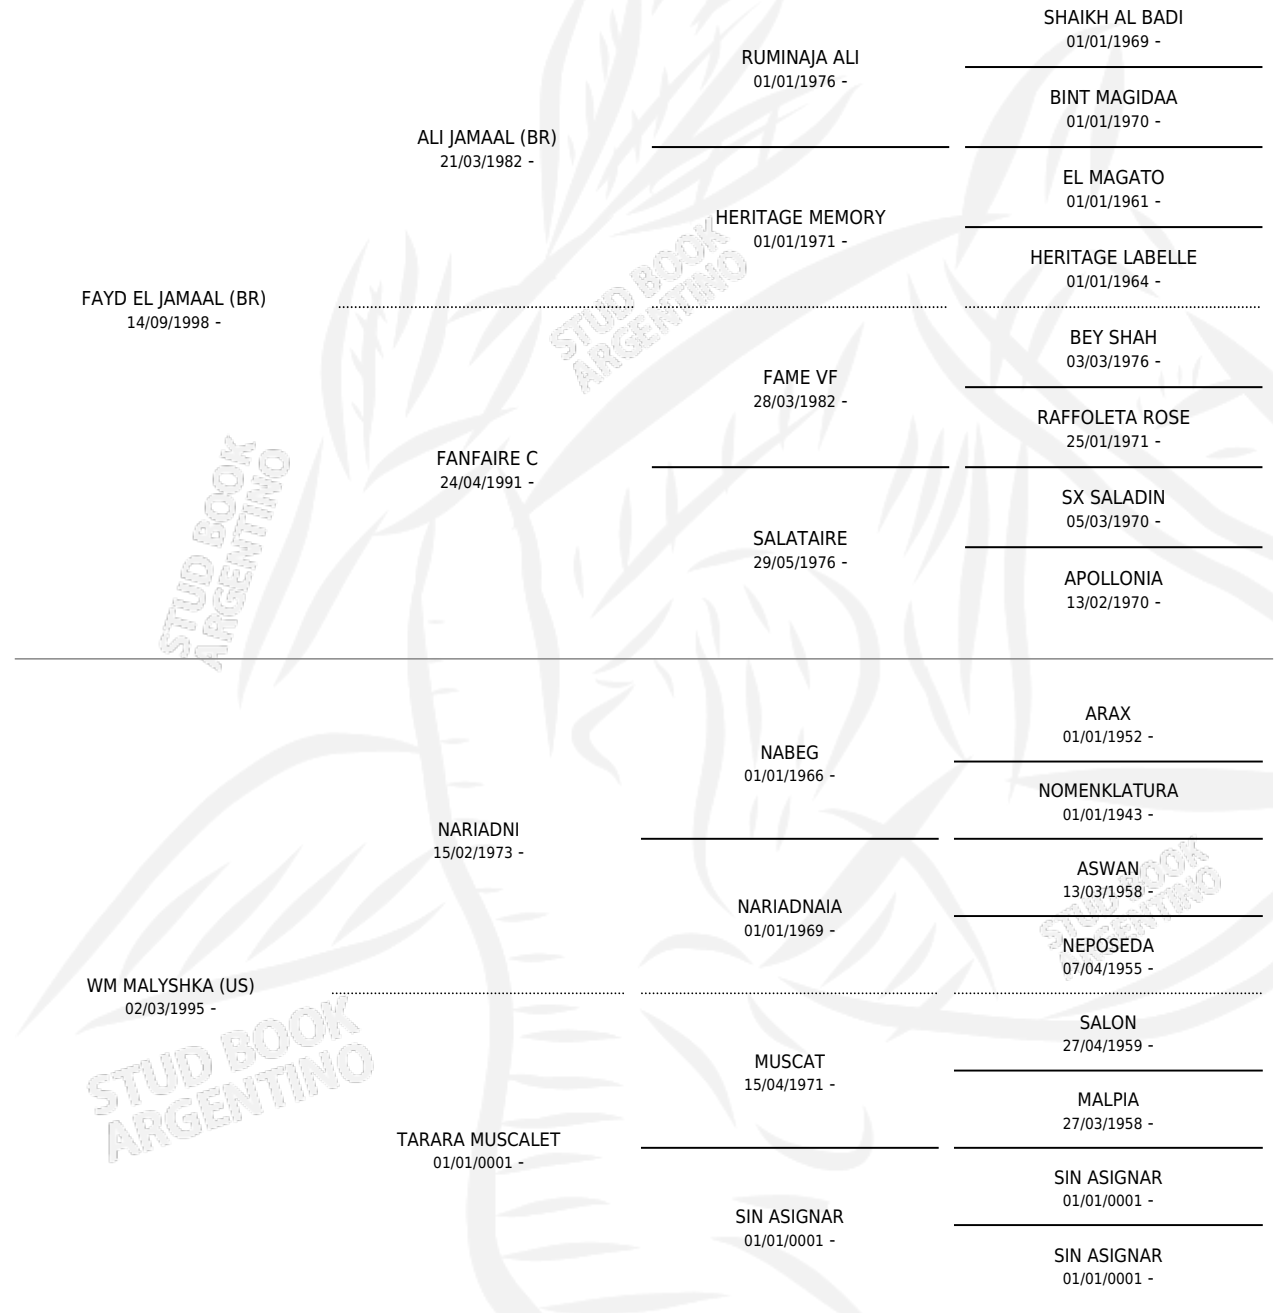 SHAIKH AL BADI
01/01/1969 -
RUMINAJA ALI
01/01/1976 -
BINT MAGIDAA
01/01/1970 -
ALI JAMAAL (BR)
21/03/1982 -
EL MAGATO
01/01/1961 -
HERITAGE MEMORY
01/01/1971 -
HERITAGE LABELLE
01/01/1964 -
FAYD EL JAMAAL (BR)
14/09/1998 -
BEY SHAH
03/03/1976 -
FAME VF
28/03/1982 -
RAFFOLETA ROSE
25/01/1971 -
FANFAIRE C
24/04/1991 -
SX SALADIN
05/03/1970 -
SALATAIRE
29/05/1976 -
APOLLONIA
13/02/1970 -
ARAX
01/01/1952 -
NABEG
01/01/1966 -
NOMENKLATURA
01/01/1943 -
NARIADNI
15/02/1973 -
ASWAN
13/03/1958 -
NARIADNAIA
01/01/1969 -
NEPOSEDA
07/04/1955 -
WM MALYSHKA (US)
02/03/1995 -
SALON
27/04/1959 -
MUSCAT
15/04/1971 -
MALPIA
27/03/1958 -
TARARA MUSCALET
01/01/0001 -
SIN ASIGNAR
01/01/0001 -
SIN ASIGNAR
01/01/0001 -
SIN ASIGNAR
01/01/0001 -
STUD BOOK
ARGENTINO
STUD BOOK
ARGENTINO
STUD BOOK
ARGENTINO
STUD BOOK
ARGENTINO